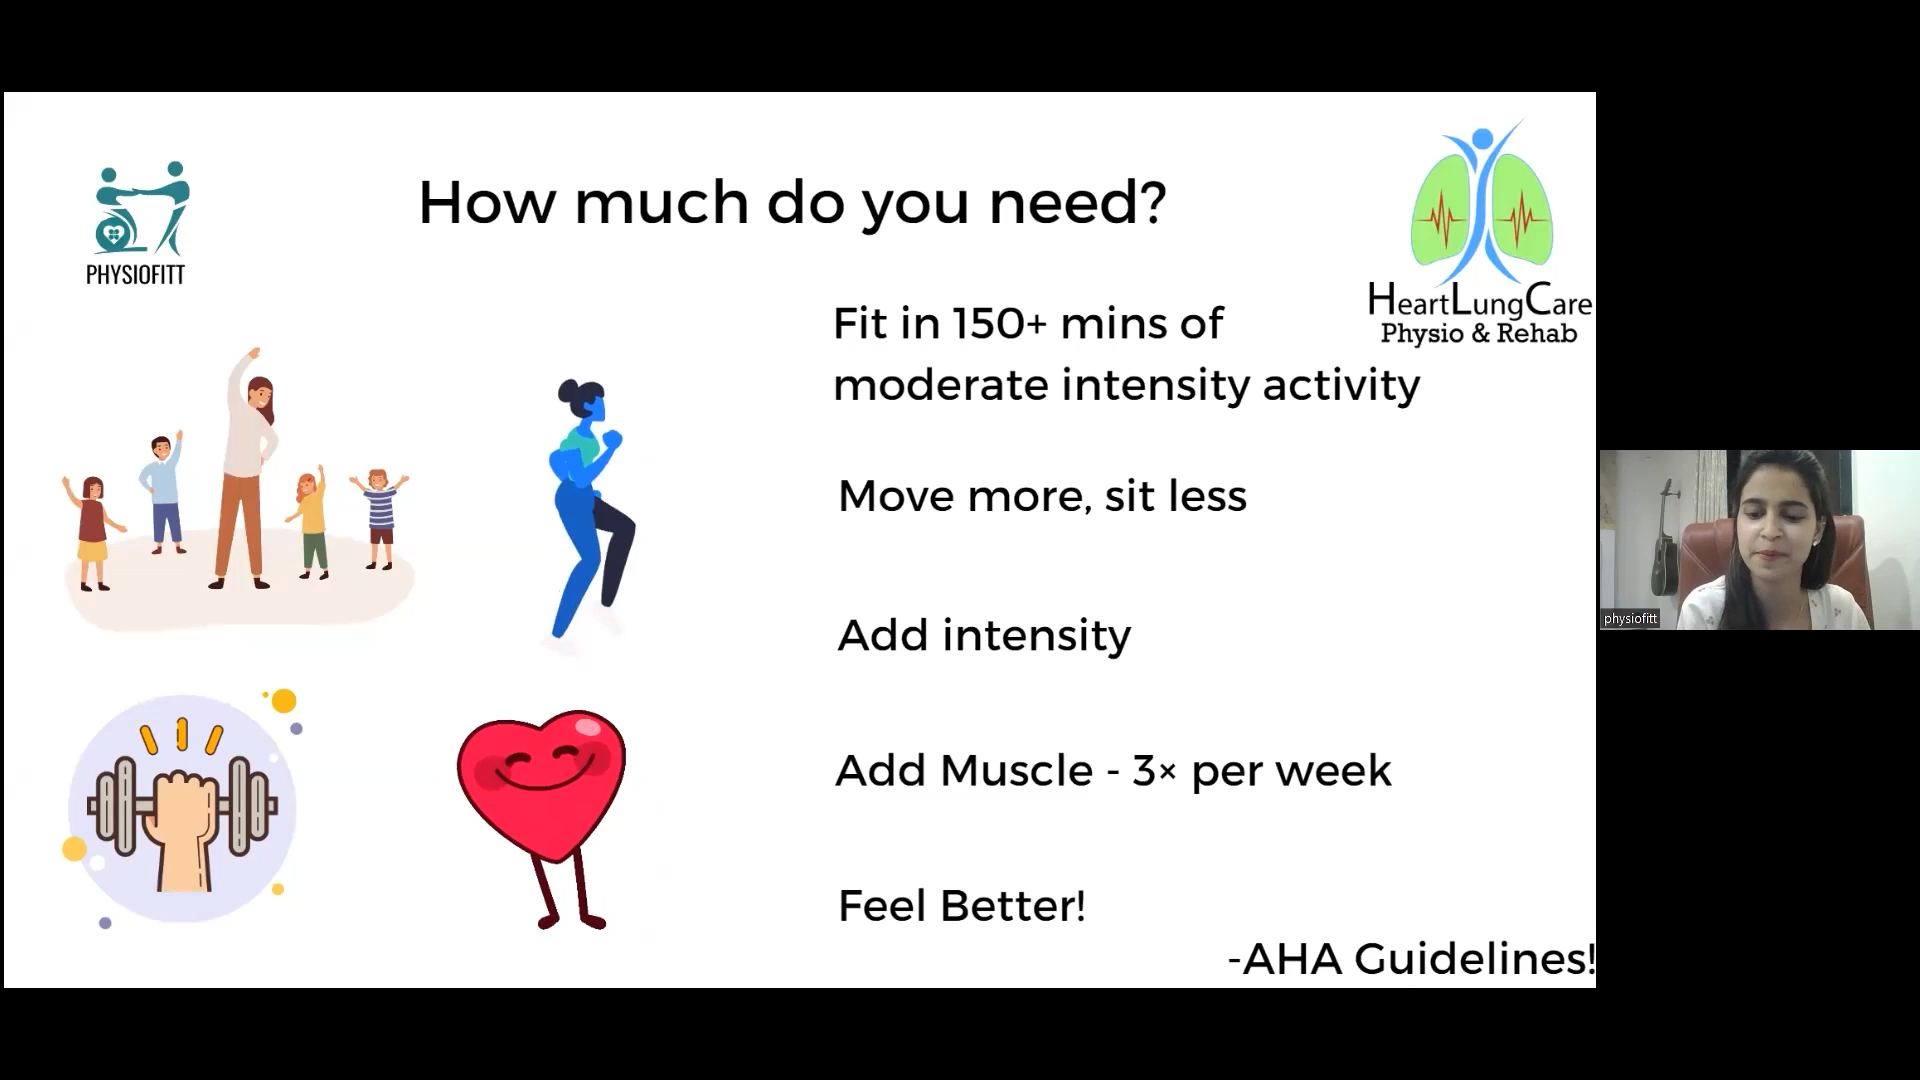 PHYSIOFITT
How much do you need?
HeartLungCare
Physio & Rehab
Fit in 150+ mins of
moderate intensity activity
Move more, sit less
Add intensity
Add Muscle - 3× per week
Feel Better!
-AHA Guidelines!
physiofitt